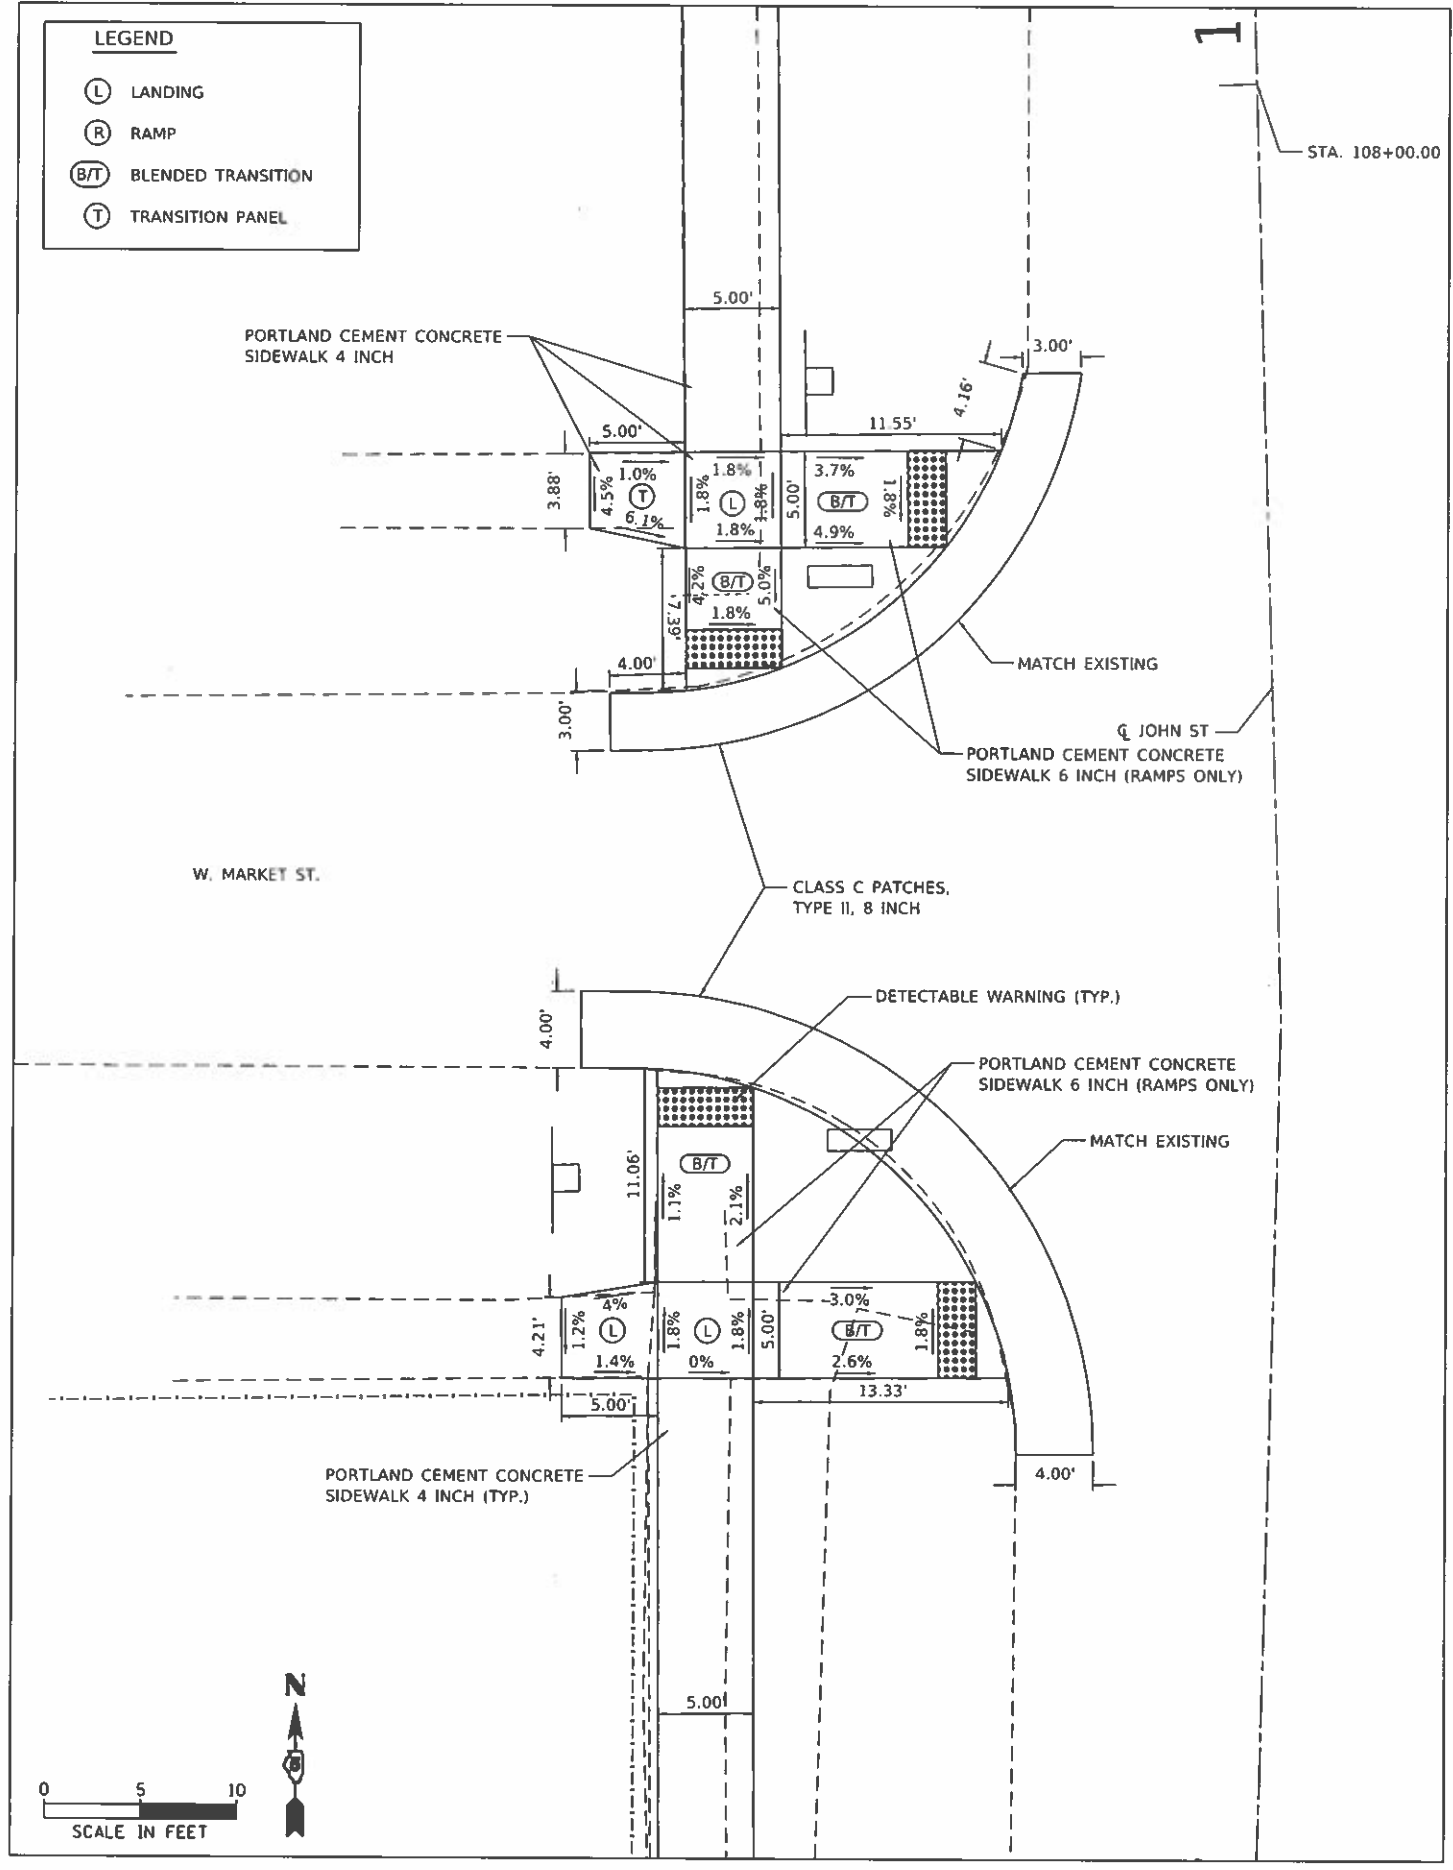 LEGEND
L LANDING
R RAMP
B/T BLENDED TRANSITION
T TRANSITION PANEL
1
STA. 108+00.00
5.00'
PORTLAND CEMENT CONCRETE
SIDEWALK 4 INCH
3.00'
4.16'
11.55'
5.00'
3.88'
4.5%
1.0%
T
6.1%
1.8%
1.8%
L
1.8%
1.8%
5.00'
3.7%
B/T
4.9%
1.8%
4.2%
B/T
5.0%
1.8%
7.39'
4.00'
3.00'
MATCH EXISTING
℄ JOHN ST
PORTLAND CEMENT CONCRETE
SIDEWALK 6 INCH (RAMPS ONLY)
W. MARKET ST.
CLASS C PATCHES,
TYPE II, 8 INCH
DETECTABLE WARNING (TYP.)
4.00'
PORTLAND CEMENT CONCRETE
SIDEWALK 6 INCH (RAMPS ONLY)
MATCH EXISTING
11.06'
B/T
1.1%
2.1%
4.21'
1.2%
4%
L
1.4%
1.8%
L
0%
1.8%
5.00'
3.0%
B/T
2.6%
1.8%
13.33'
5.00'
PORTLAND CEMENT CONCRETE
SIDEWALK 4 INCH (TYP.)
4.00'
5.00'
N
0 5 10
SCALE IN FEET